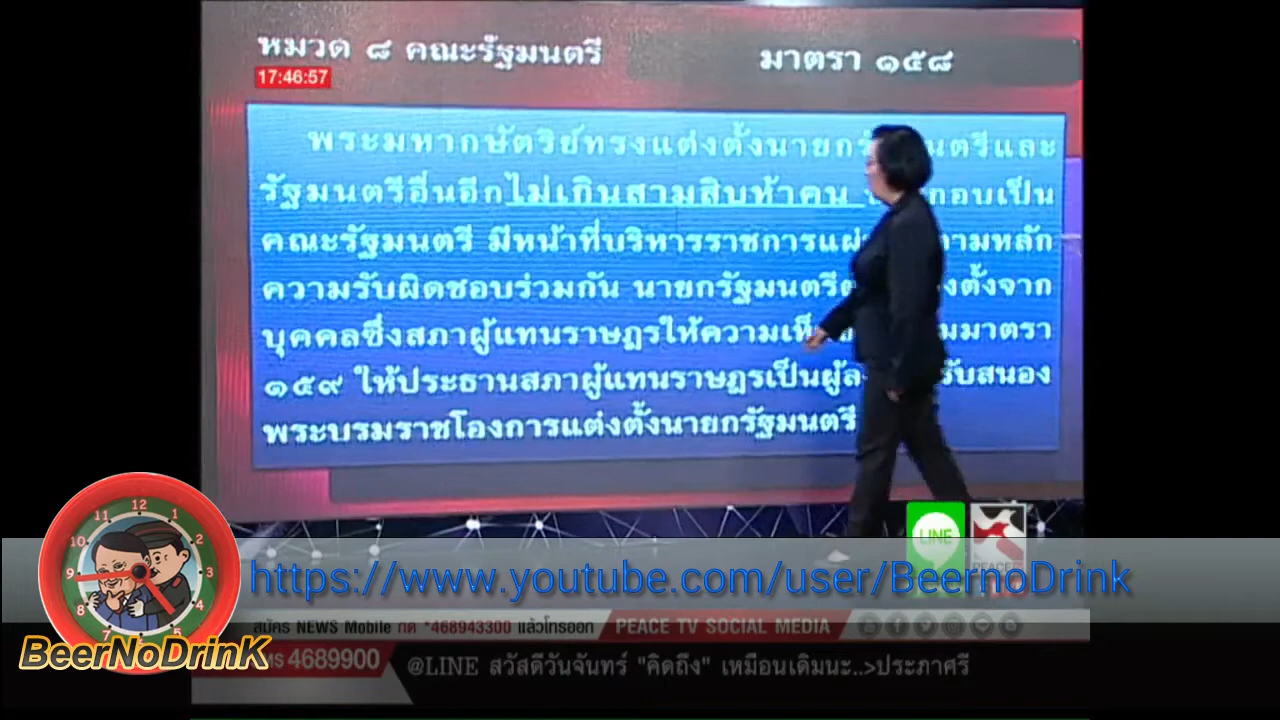 หมวด ๘ คณะรัฐมนตรี
มาตรา ๑๕๘
17:46:57
พระมหากษัตริย์ทรงแต่งตั้งนายกรั นตรีและ
รัฐมนตรีอื่นอีกไม่เกินสามสิบห้าคน กอบเป็น
คณะรัฐมนตรี มีหน้าที่บริหารราชการแผ่ ามหลัก
ความรับผิดชอบร่วมกัน นายกรัฐมนตรีต งตั้งจาก
บุคคลซึ่งสภาผู้แทนราษฎรให้ความเห็ มมาตรา
๑๕๙ ให้ประธานสภาผู้แทนราษฎรเป็นผู้ล รับสนอง
พระบรมราชโองการแต่งตั้งนายกรัฐมนตรี
LINE
PEACE
https://www.youtube.com/user/BeernoDrink
12
1
2
3
4
5
7
8
9
10
11
BeerNoDrinK
สมัคร NEWS Mobile กด *468943300 แล้วโทรออก
PEACE TV SOCIAL MEDIA
MS 4689900
@LINE สวัสดีวันจันทร์ "คิดถึง" เหมือนเดิมนะ..>ประภาศรี